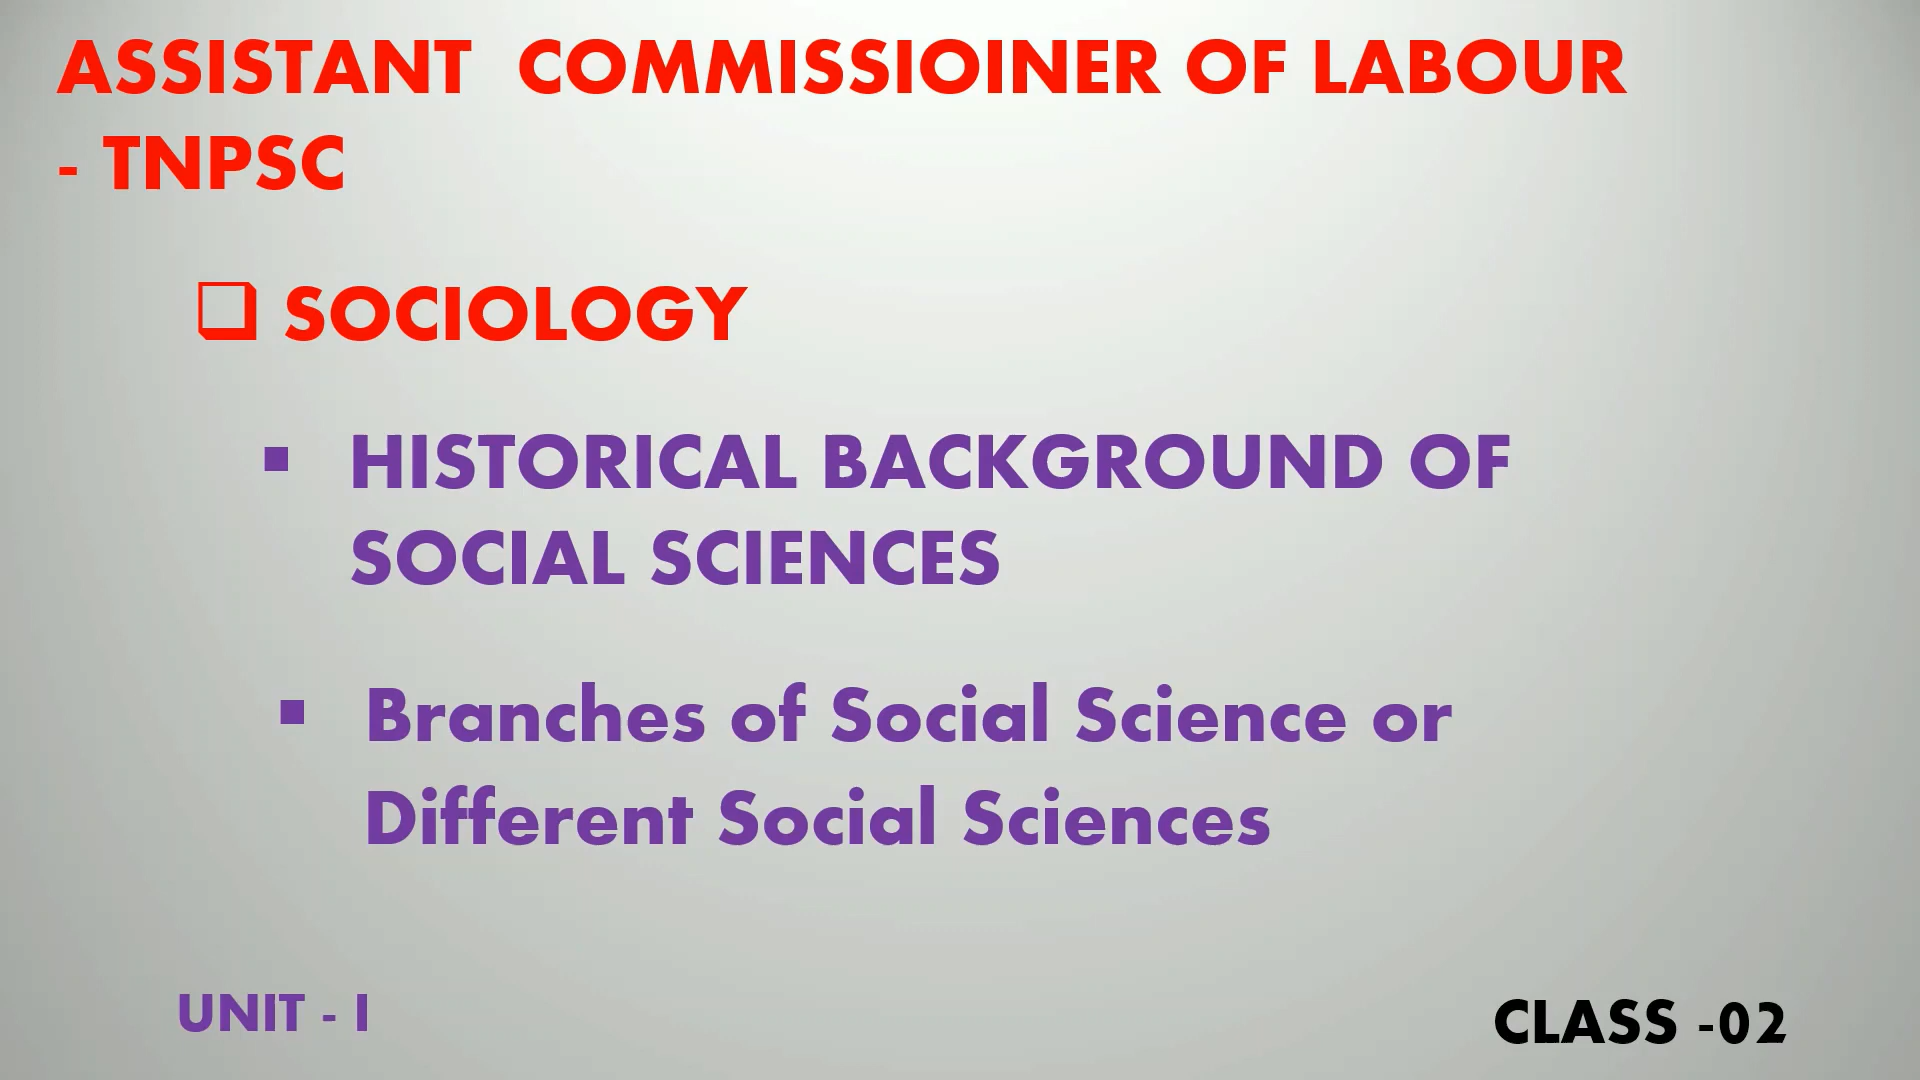 ASSISTANT COMMISSIOINER OF LABOUR
- TNPSC
❑ SOCIOLOGY
▪ HISTORICAL BACKGROUND OF
SOCIAL SCIENCES
▪ Branches of Social Science or
Different Social Sciences
UNIT - I
CLASS -02